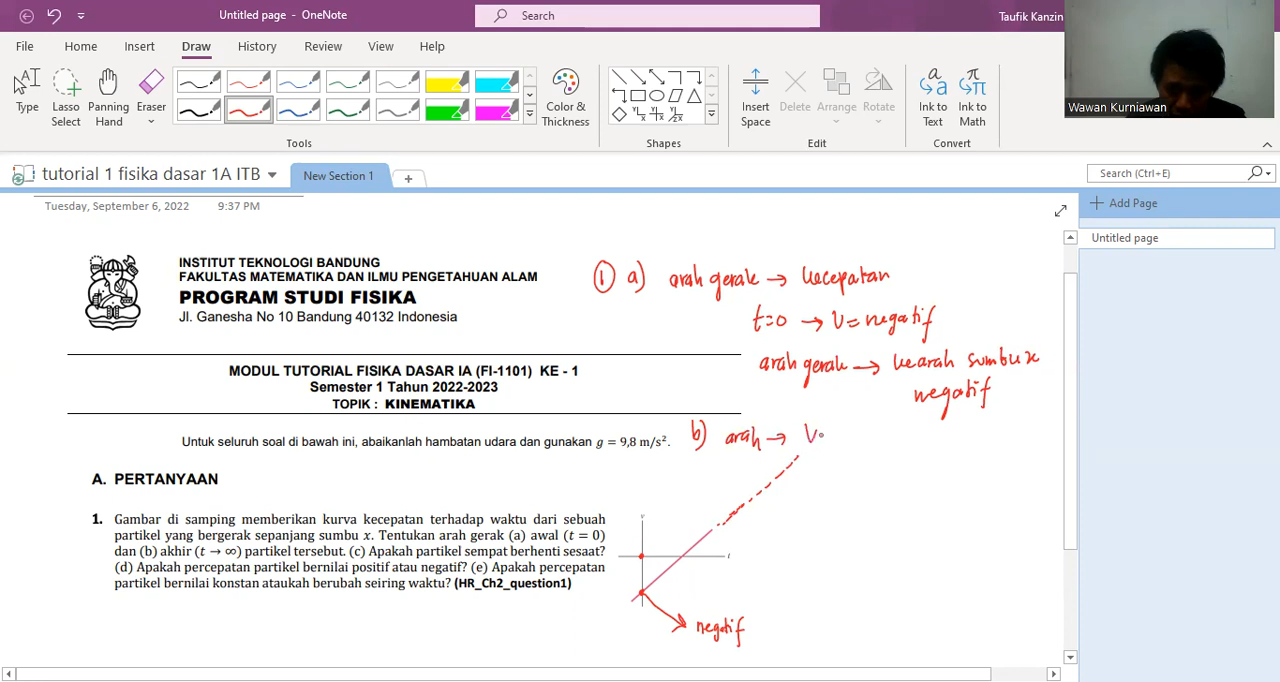 Untitled page - OneNote
Search
Taufik Kanzin
File Home Insert Draw History Review View Help
Wawan Kurniawan
Type
Lasso Select
Panning Hand
Eraser
Color & Thickness
Insert Space
Delete
Arrange
Rotate
Ink to Text
Ink to Math
Tools Shapes Edit Convert
tutorial 1 fisika dasar 1A ITB
New Section 1
Search (Ctrl+E)
Add Page
Untitled page
Tuesday, September 6, 2022 9:37 PM
INSTITUT TEKNOLOGI BANDUNG
FAKULTAS MATEMATIKA DAN ILMU PENGETAHUAN ALAM
PROGRAM STUDI FISIKA
Jl. Ganesha No 10 Bandung 40132 Indonesia
MODUL TUTORIAL FISIKA DASAR IA (FI-1101) KE - 1
Semester 1 Tahun 2022-2023
TOPIK : KINEMATIKA
Untuk seluruh soal di bawah ini, abaikanlah hambatan udara dan gunakan g = 9,8 m/s².
A. PERTANYAAN
1. Gambar di samping memberikan kurva kecepatan terhadap waktu dari sebuah
partikel yang bergerak sepanjang sumbu x. Tentukan arah gerak (a) awal (t = 0)
dan (b) akhir (t → ∞) partikel tersebut. (c) Apakah partikel sempat berhenti sesaat?
(d) Apakah percepatan partikel bernilai positif atau negatif? (e) Apakah percepatan
partikel bernilai konstan ataukah berubah seiring waktu? (HR_Ch2_question1)
① a) arah gerak → kecepatan
t=0 → V = negatif
arah gerak → kearah sumbu x
negatif
b) arah → V
v
t
negatif